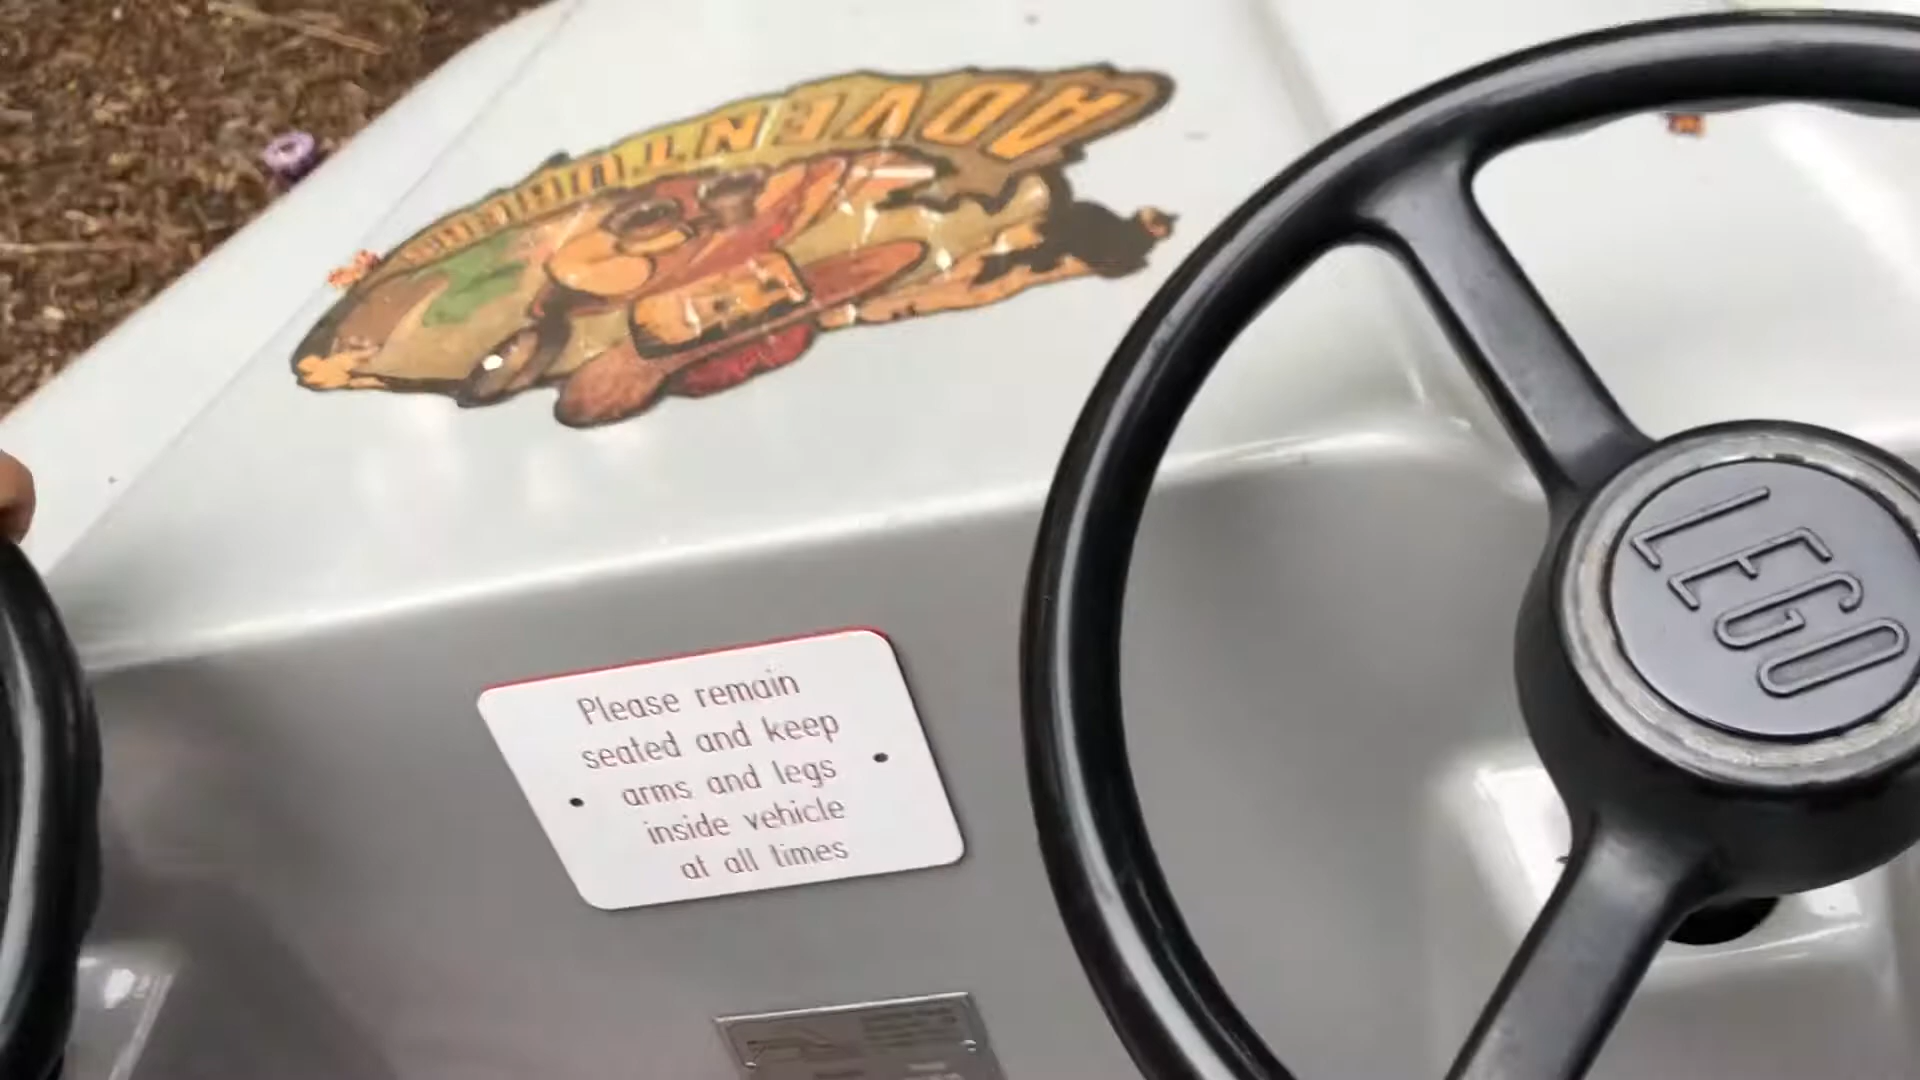 ADVENTURERS
LEGO
Please remain
seated and keep
arms and legs
inside vehicle
at all times